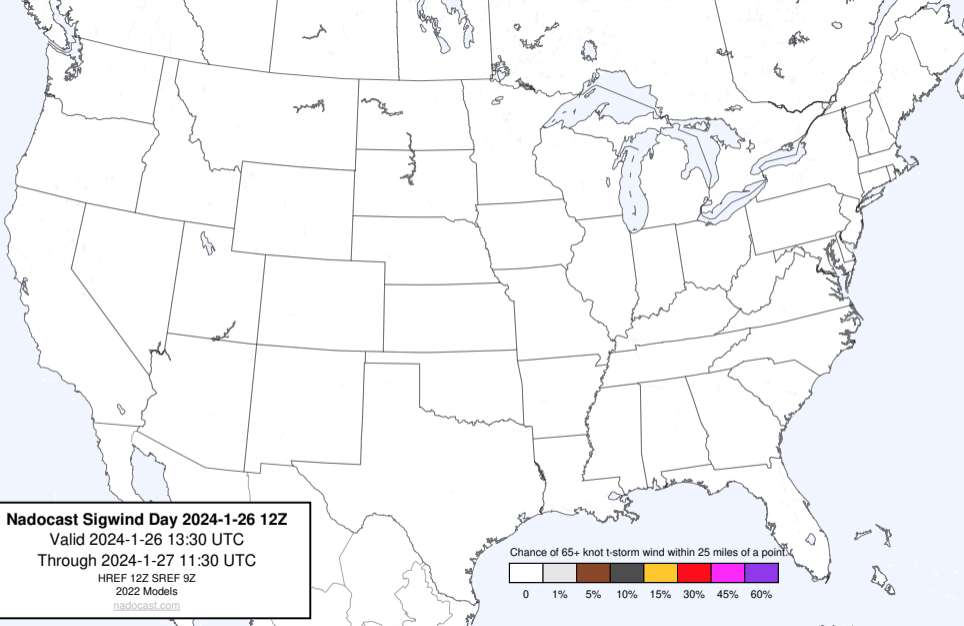 Nadocast Sigwind Day 2024-1-26 12Z
Valid 2024-1-26 13:30 UTC
Through 2024-1-27 11:30 UTC
HREF 12Z SREF 9Z
2022 Models
nadocast.com
Chance of 65+ knot t-storm wind within 25 miles of a point.
0 1% 5% 10% 15% 30% 45% 60%